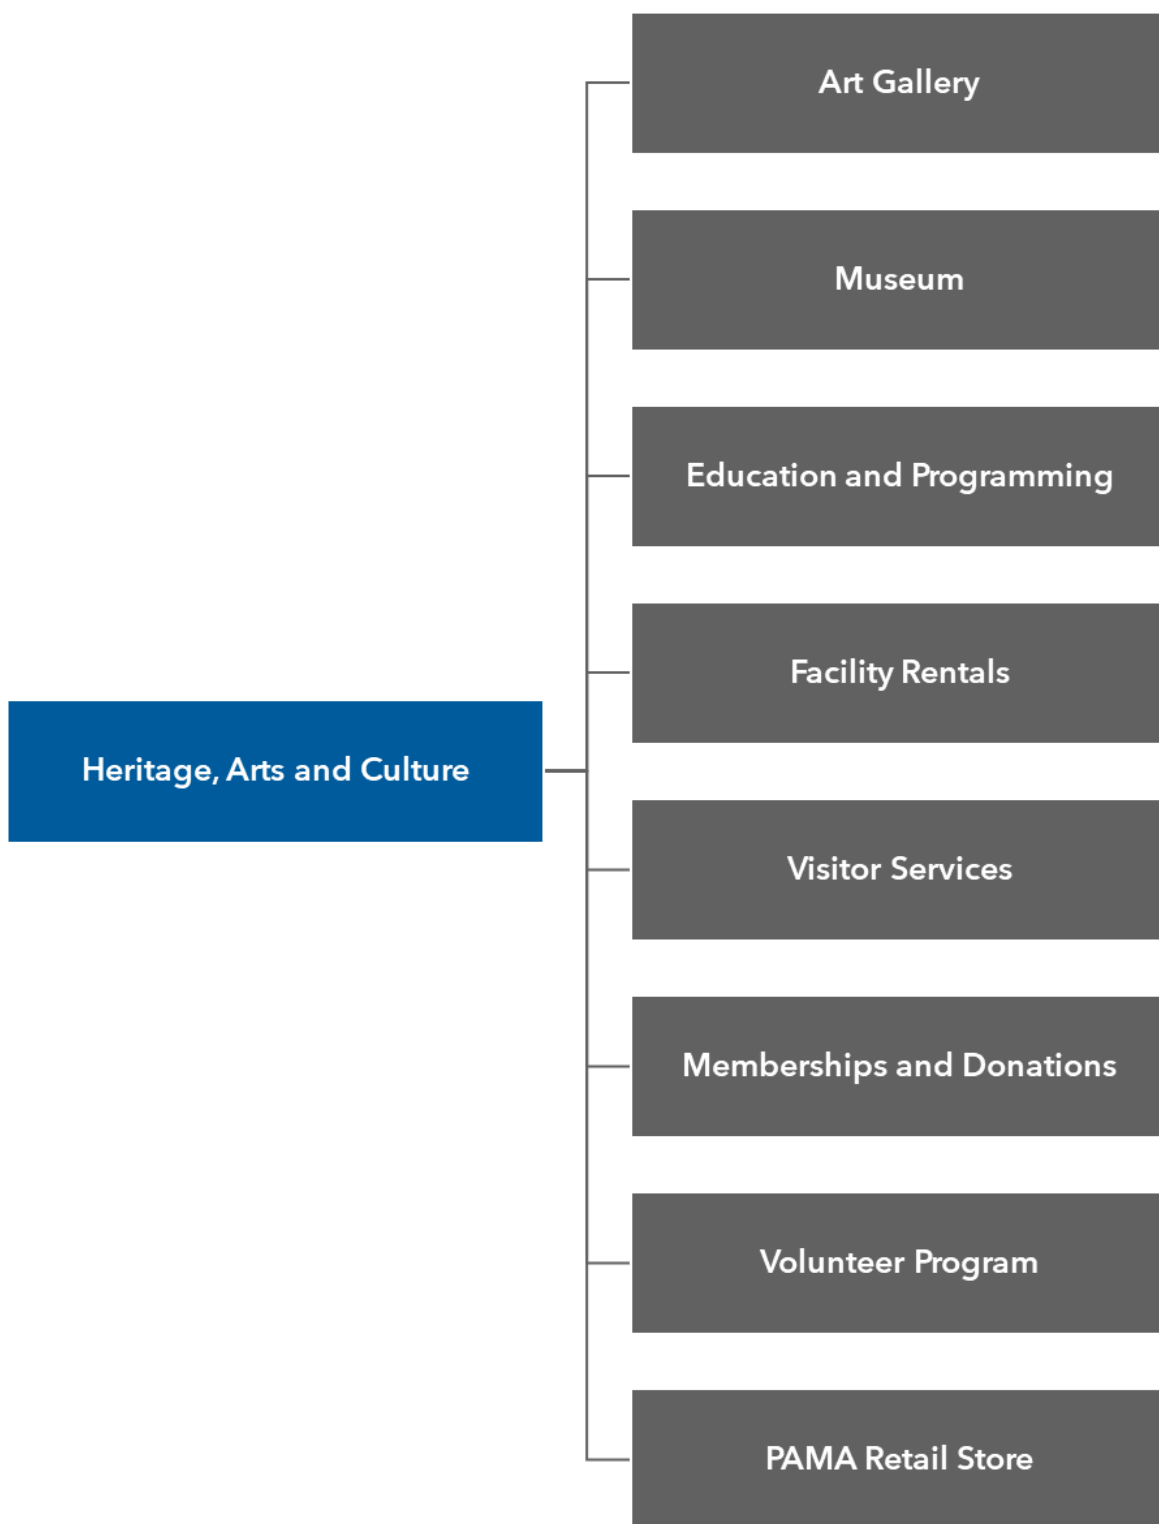 Art Gallery
Museum
Education and Programming
Facility Rentals
Heritage, Arts and Culture
Visitor Services
Memberships and Donations
Volunteer Program
PAMA Retail Store